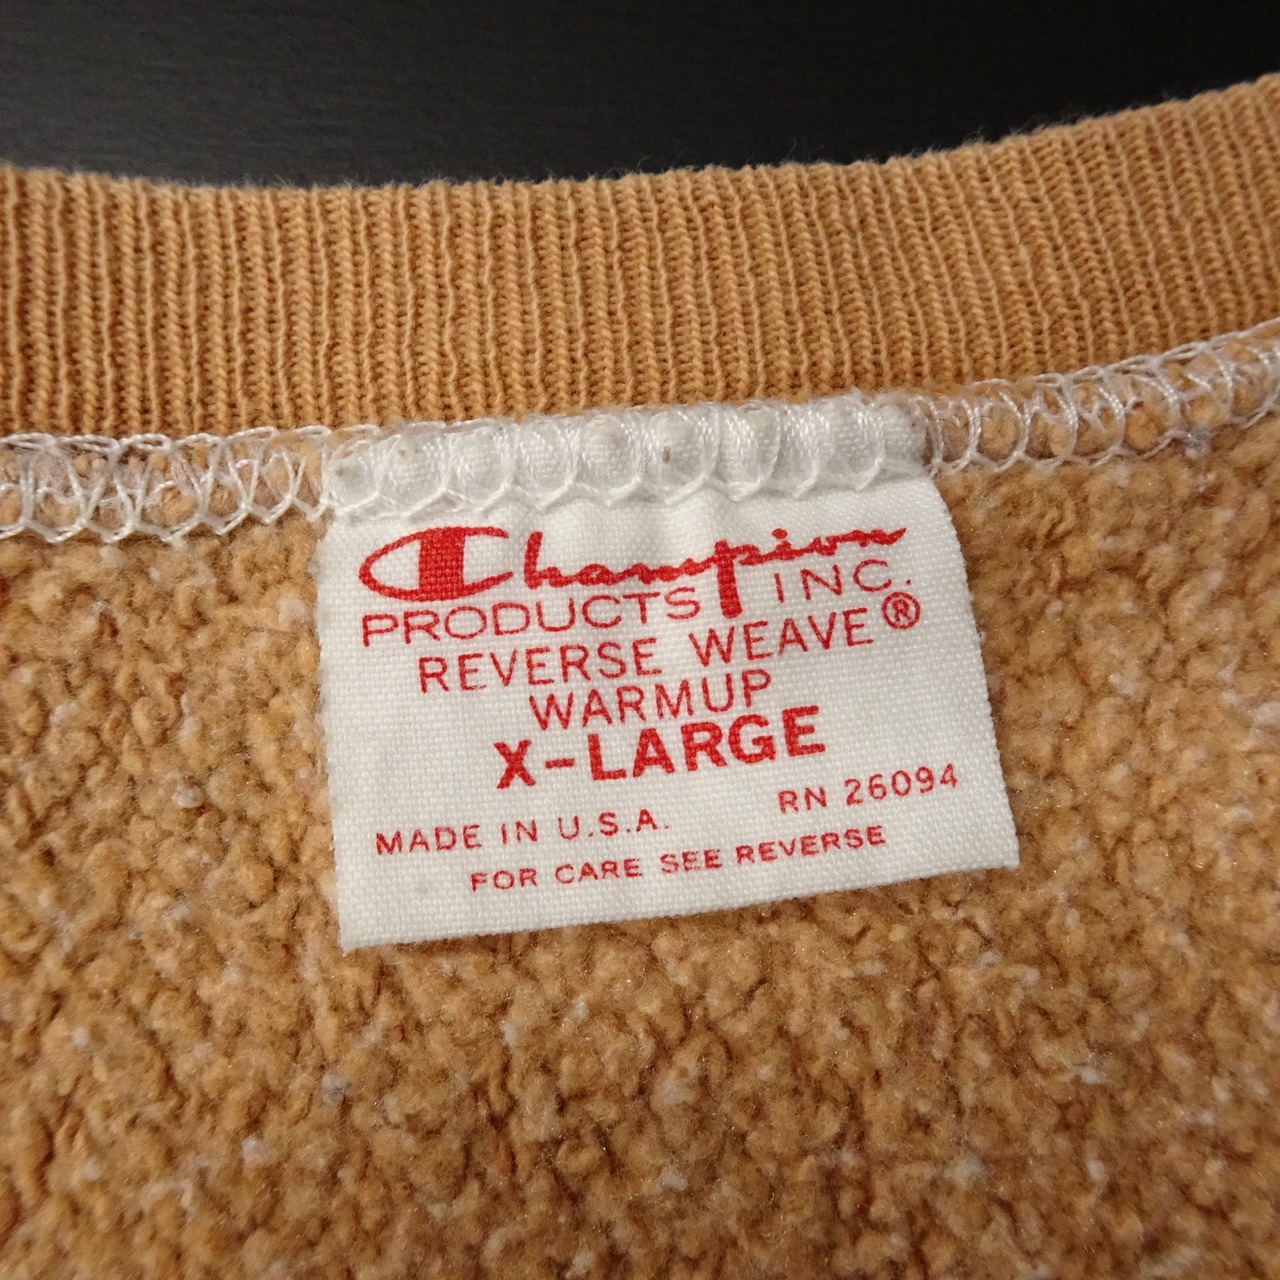 Champion
PRODUCTS INC.
REVERSE WEAVE®
WARMUP
X-LARGE
MADE IN U.S.A. RN 26094
FOR CARE SEE REVERSE